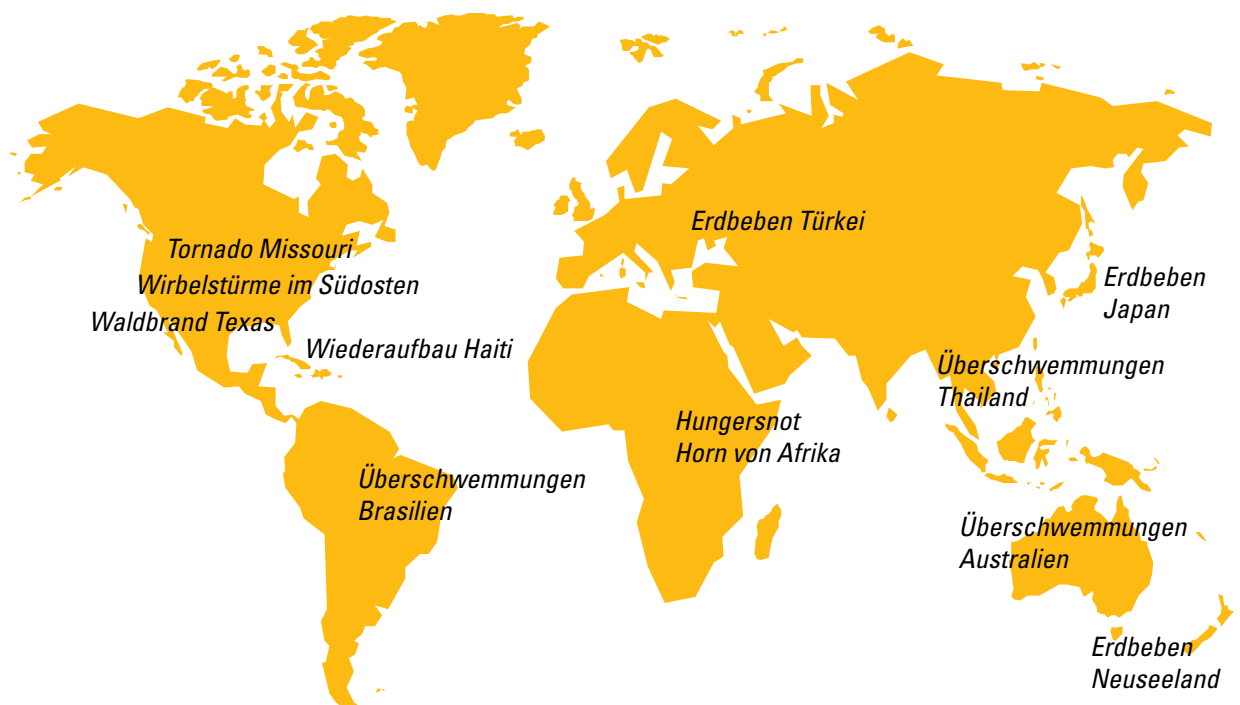 Erdbeben Türkei
Tornado Missouri
Wirbelstürme im Südosten
Waldbrand Texas
Wiederaufbau Haiti
Erdbeben
Japan
Überschwemmungen
Thailand
Hungersnot
Horn von Afrika
Überschwemmungen
Brasilien
Überschwemmungen
Australien
Erdbeben
Neuseeland